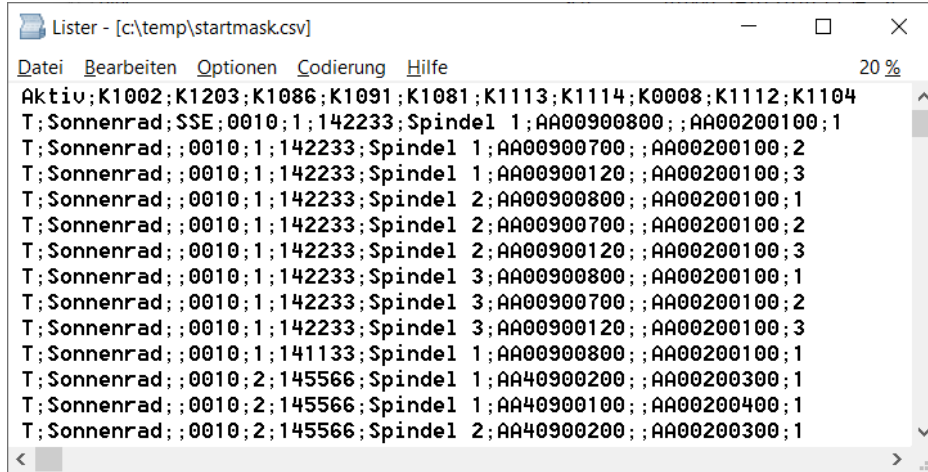 Lister - [c:\temp\startmask.csv]
Datei Bearbeiten Optionen Codierung Hilfe 20 %
Aktiv;K1002;K1203;K1086;K1091;K1081;K1113;K1114;K0008;K1112;K1104
T;Sonnenrad;SSE;0010;1;142233;Spindel 1;AA00900800;;AA00200100;1
T;Sonnenrad;;0010;1;142233;Spindel 1;AA00900700;;AA00200100;2
T;Sonnenrad;;0010;1;142233;Spindel 1;AA00900120;;AA00200100;3
T;Sonnenrad;;0010;1;142233;Spindel 2;AA00900800;;AA00200100;1
T;Sonnenrad;;0010;1;142233;Spindel 2;AA00900700;;AA00200100;2
T;Sonnenrad;;0010;1;142233;Spindel 2;AA00900120;;AA00200100;3
T;Sonnenrad;;0010;1;142233;Spindel 3;AA00900800;;AA00200100;1
T;Sonnenrad;;0010;1;142233;Spindel 3;AA00900700;;AA00200100;2
T;Sonnenrad;;0010;1;142233;Spindel 3;AA00900120;;AA00200100;3
T;Sonnenrad;;0010;1;141133;Spindel 1;AA00900800;;AA00200100;1
T;Sonnenrad;;0010;2;145566;Spindel 1;AA40900200;;AA00200300;1
T;Sonnenrad;;0010;2;145566;Spindel 1;AA40900100;;AA00200400;1
T;Sonnenrad;;0010;2;145566;Spindel 2;AA40900200;;AA00200300;1